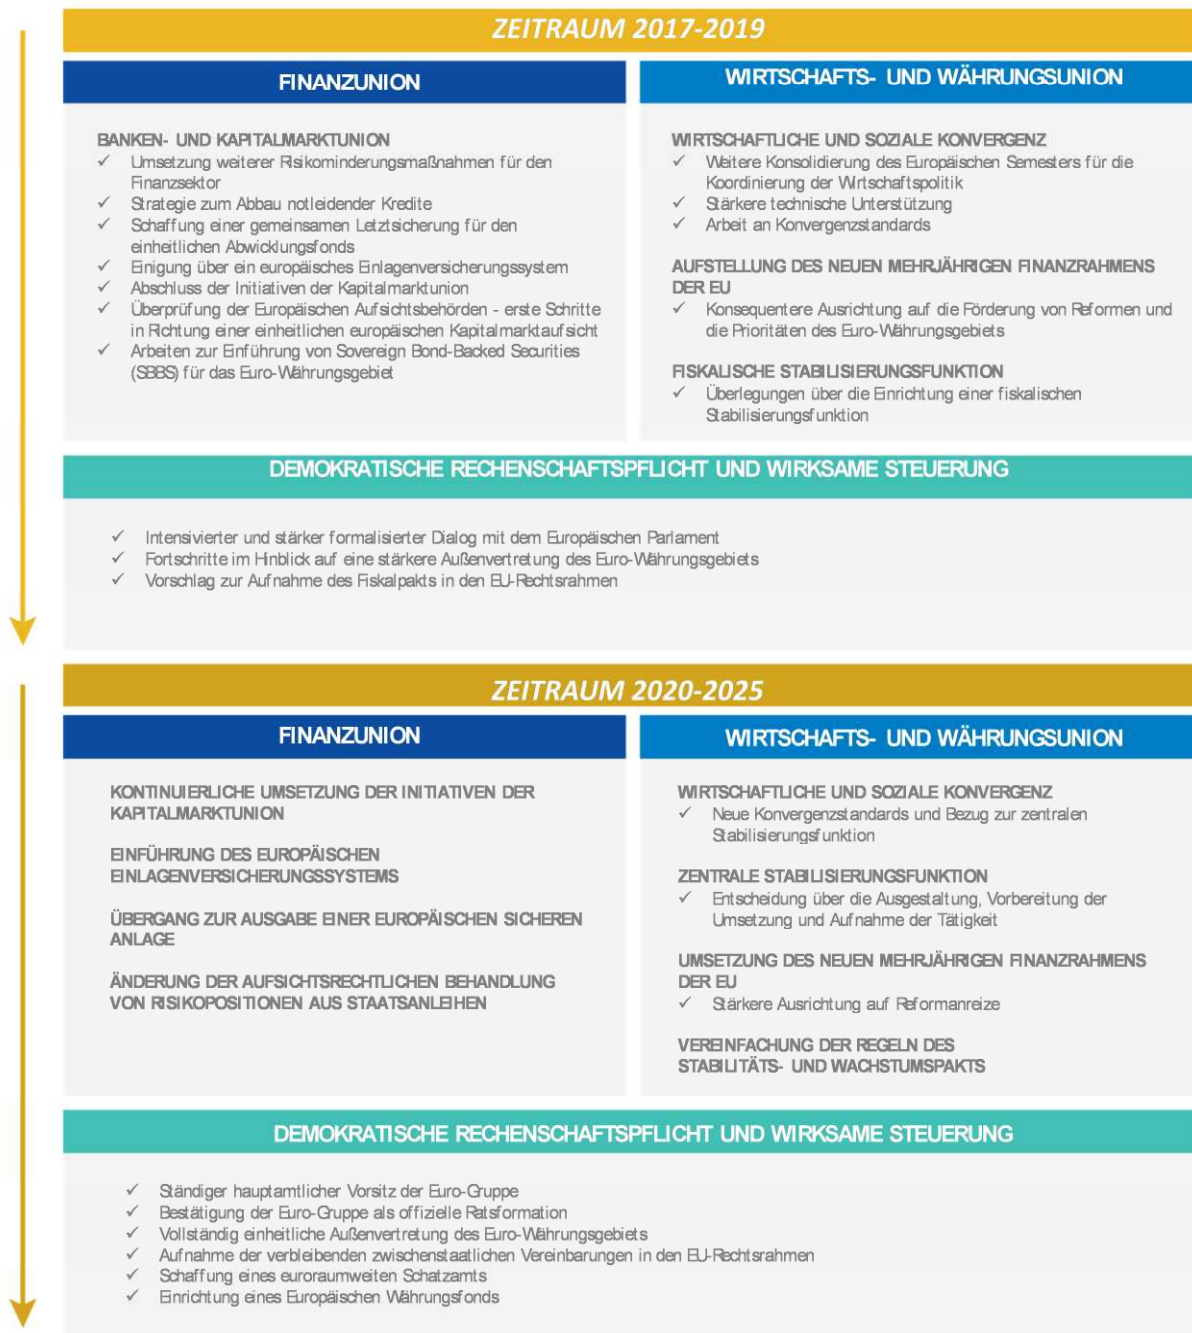 ZEITRAUM 2017-2019
FINANZUNION
BANKEN- UND KAPITALMARKTUNION
✓ Umsetzung weiterer Risikominderungsmaßnahmen für den
Finanzsektor
✓ Strategie zum Abbau notleidender Kredite
✓ Schaffung einer gemeinsamen Letztsicherung für den
einheitlichen Abwicklungsfonds
✓ Einigung über ein europäisches Einlagenversicherungssystem
✓ Abschluss der Initiativen der Kapitalmarktunion
✓ Überprüfung der Europäischen Aufsichtsbehörden - erste Schritte
in Richtung einer einheitlichen europäischen Kapitalmarktaufsicht
✓ Arbeiten zur Einführung von Sovereign Bond-Backed Securities
(SBBS) für das Euro-Währungsgebiet
WIRTSCHAFTS- UND WÄHRUNGSUNION
WIRTSCHAFTLICHE UND SOZIALE KONVERGENZ
✓ Weitere Konsolidierung des Europäischen Semesters für die
Koordinierung der Wirtschaftspolitik
✓ Stärkere technische Unterstützung
✓ Arbeit an Konvergenzstandards
AUFSTELLUNG DES NEUEN MEHRJÄHRIGEN FINANZRAHMENS
DER EU
✓ Konsequentere Ausrichtung auf die Förderung von Reformen und
die Prioritäten des Euro-Währungsgebiets
FISKALISCHE STABILISIERUNGSFUNKTION
✓ Überlegungen über die Einrichtung einer fiskalischen
Stabilisierungsfunktion
DEMOKRATISCHE RECHENSCHAFTSPFLICHT UND WIRKSAME STEUERUNG
✓ Intensivierter und stärker formalisierter Dialog mit dem Europäischen Parlament
✓ Fortschritte im Hinblick auf eine stärkere Außenvertretung des Euro-Währungsgebiets
✓ Vorschlag zur Aufnahme des Fiskalpakts in den EU-Rechtsrahmen
ZEITRAUM 2020-2025
FINANZUNION
KONTINUIERLICHE UMSETZUNG DER INITIATIVEN DER
KAPITALMARKTUNION
EINFÜHRUNG DES EUROPÄISCHEN
EINLAGENVERSICHERUNGSSYSTEMS
ÜBERGANG ZUR AUSGABE EINER EUROPÄISCHEN SICHEREN
ANLAGE
ÄNDERUNG DER AUFSICHTSRECHTLICHEN BEHANDLUNG
VON RISIKOPOSITIONEN AUS STAATSANLEIHEN
WIRTSCHAFTS- UND WÄHRUNGSUNION
WIRTSCHAFTLICHE UND SOZIALE KONVERGENZ
✓ Neue Konvergenzstandards und Bezug zur zentralen
Stabilisierungsfunktion
ZENTRALE STABILISIERUNGSFUNKTION
✓ Entscheidung über die Ausgestaltung, Vorbereitung der
Umsetzung und Aufnahme der Tätigkeit
UMSETZUNG DES NEUEN MEHRJÄHRIGEN FINANZRAHMENS
DER EU
✓ Stärkere Ausrichtung auf Reformanreize
VEREINFACHUNG DER REGELN DES
STABILITÄTS- UND WACHSTUMSPAKTS
DEMOKRATISCHE RECHENSCHAFTSPFLICHT UND WIRKSAME STEUERUNG
✓ Ständiger hauptamtlicher Vorsitz der Euro-Gruppe
✓ Bestätigung der Euro-Gruppe als offizielle Ratsformation
✓ Vollständig einheitliche Außenvertretung des Euro-Währungsgebiets
✓ Aufnahme der verbleibenden zwischenstaatlichen Vereinbarungen in den EU-Rechtsrahmen
✓ Schaffung eines euroraumweiten Schatzamts
✓ Einrichtung eines Europäischen Währungsfonds